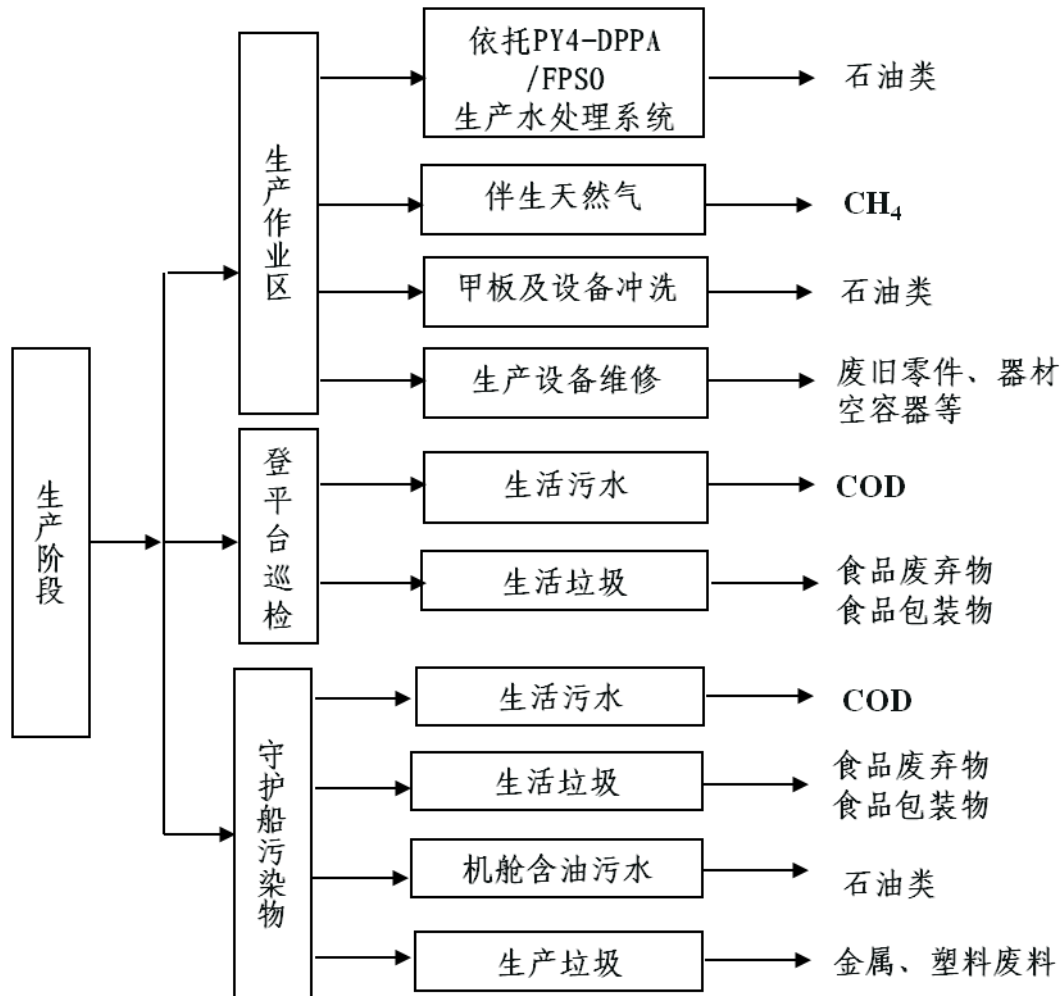 生产阶段
生产作业区
依托PY4-DPPA
/FPSO
生产水处理系统
石油类
伴生天然气
CH₄
甲板及设备冲洗
石油类
生产设备维修
废旧零件、器材
空容器等
登平台巡检
生活污水
COD
生活垃圾
食品废弃物
食品包装物
守护船污染物
生活污水
COD
生活垃圾
食品废弃物
食品包装物
机舱含油污水
石油类
生产垃圾
金属、塑料废料